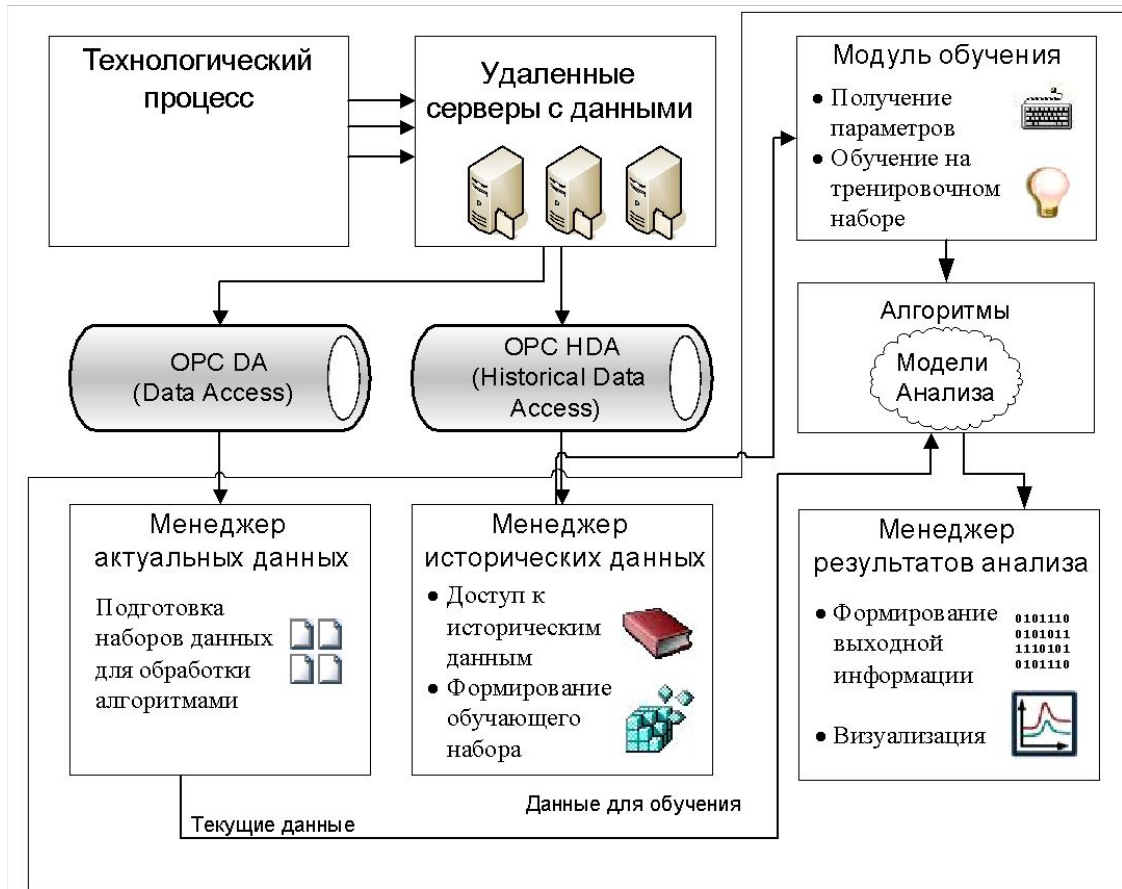 Технологический
процесс
Удаленные
серверы с данными
Модуль обучения
● Получение
параметров
● Обучение на
тренировочном
наборе
OPC DA
(Data Access)
OPC HDA
(Historical Data
Access)
Алгоритмы
Модели
Анализа
Менеджер
актуальных данных
Подготовка
наборов данных
для обработки
алгоритмами
Менеджер
исторических данных
● Доступ к
историческим
данным
● Формирование
обучающего
набора
Менеджер
результатов анализа
● Формирование
выходной
информации
0101110
0101011
1110101
0101110
● Визуализация
Данные для обучения
Текущие данные